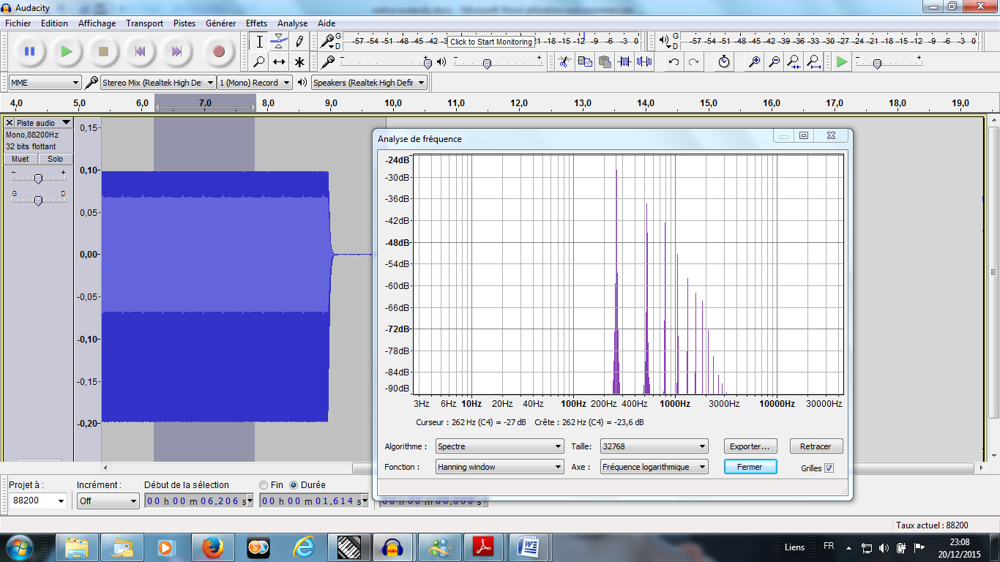 Audacity
Fichier Edition Affichage Transport Pistes Générer Effets Analyse Aide
G D -57 -54 -51 -48 -4 Click to Start Monitoring -21 -18 -15 -12 -9 -6 -3 0
G D -57 -54 -51 -48 -45 -42 -39 -36 -33 -30 -27 -24 -21 -18 -15 -12 -9 -6 -3 0
MME Stereo Mix (Realtek High De 1 (Mono) Record Speakers (Realtek High Defir
4,0 5,0 6,0 7,0 8,0 9,0 10,0 11,0 12,0 13,0 14,0 15,0 16,0 17,0 18,0 19,0
Piste audio
Mono,88200Hz
32 bits flottant
Muet Solo
- +
G D
0,15
0,10
0,05
0,00
-0,05
-0,10
-0,15
-0,20
Analyse de fréquence
-24dB
-30dB
-36dB
-42dB
-48dB
-54dB
-60dB
-66dB
-72dB
-78dB
-84dB
-90dB
3Hz 6Hz 10Hz 20Hz 40Hz 100Hz 200Hz 400Hz 1000Hz 3000Hz 10000Hz 30000Hz
Curseur : 262 Hz (C4) = -27 dB Crête : 262 Hz (C4) = -23,6 dB
Algorithme : Spectre Taille: 32768 Exporter... Retracer
Fonction : Hanning window Axe : Fréquence logarithmique Fermer Grilles
Projet à : Incrément : Début de la sélection Fin Durée
88200 Off 00 h 00 m 06.206 s 00 h 00 m 01.614 s
Taux actuel : 88200
Liens FR 23:08
20/12/2015